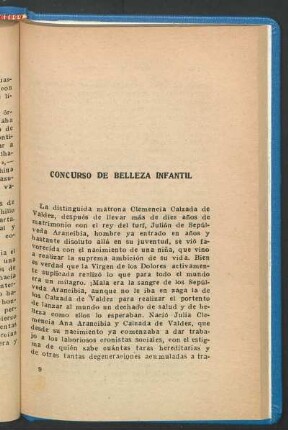 CONCURSO DE BELLEZA INFANTIL
La distinguida matrona Clemencia Calzada de
Valdez, después de llevar más de diez años de
matrimonio con el rey del turf, Julián de Sepúl-
veda Arancibia, hombre ya entrado en años y
bastante disoluto allá en su juventud, se vió fa-
vorecida con el nacimiento de una niña, que vino
a realizar la suprema ambición de su vida. Bien
es verdad que la Virgen de los Dolores activamen-
te suplicada realizó lo que para todo el mundo
era un milagro. ¡Mala era la sangre de los Sepúl-
veda Arancibia, aunque no le iba en saga la de
los Calzada de Valdez para realizar el portento
de lanzar al mundo un dechado de salud y de be-
lleza como ellos lo esperaban. Nació Julia Cle-
mencia Ana Arancibia y Calzada de Valdez, que
desde su nacimiento ya comenzaba a dar traba-
jo a los laboriosos cronistas sociales, con el estig-
ma de quién sabe cuántas taras hereditarias y
de otras tantas degeneraciones acumuladas a tra-
9